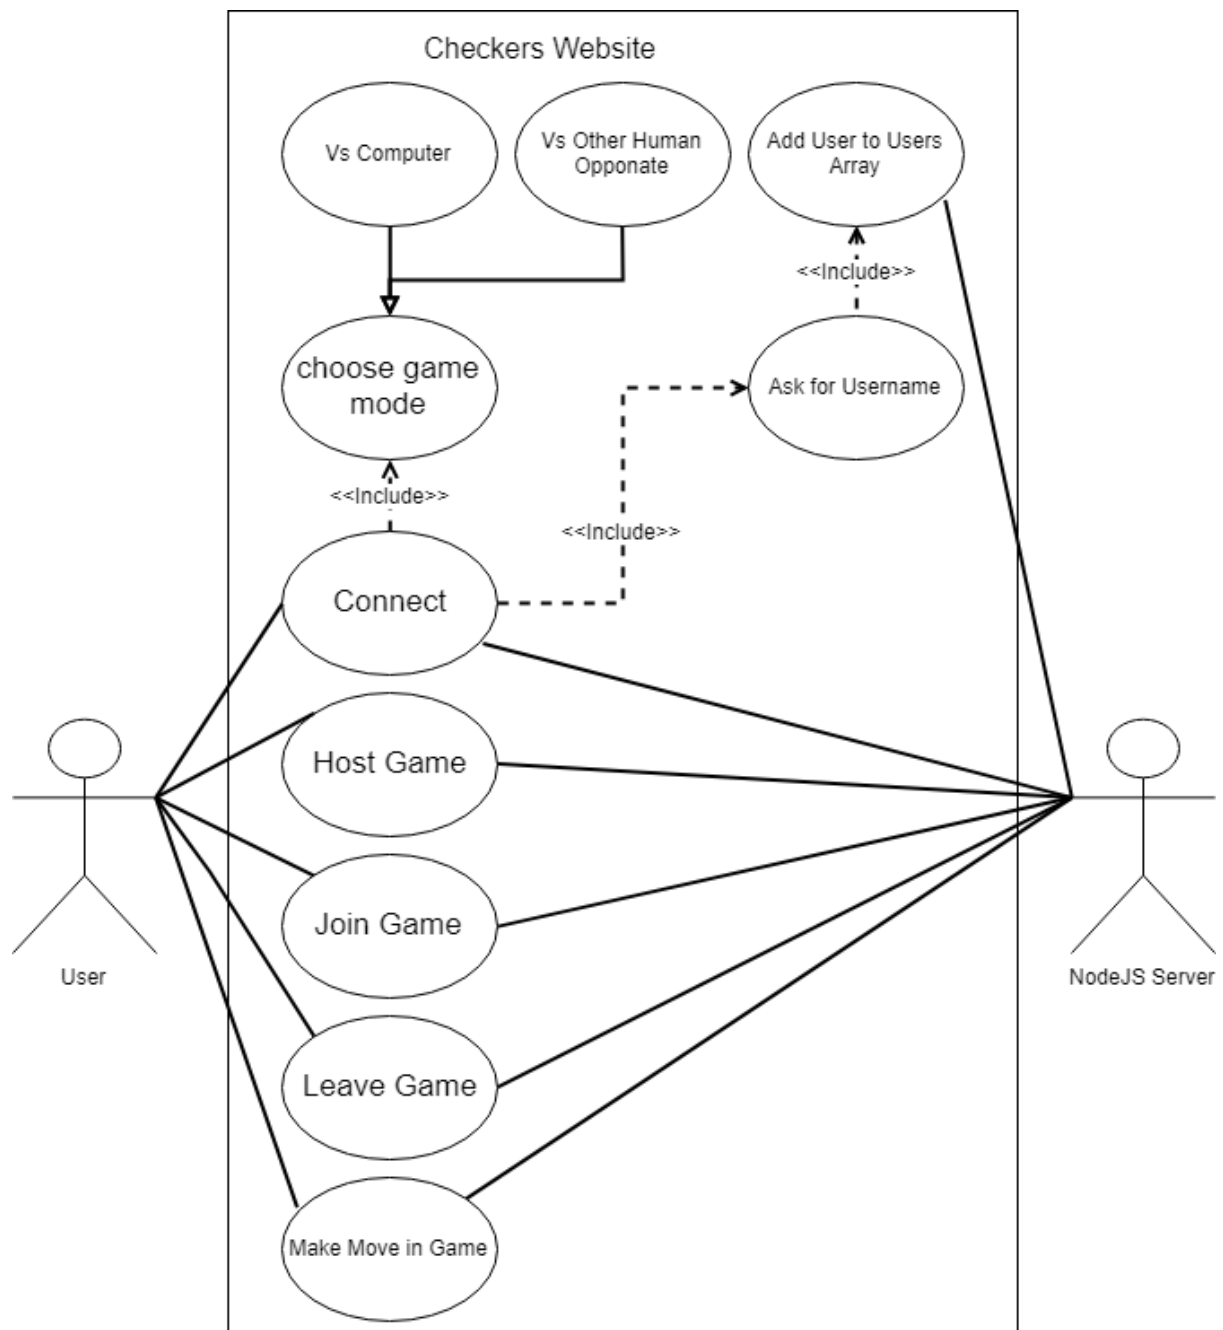 Checkers Website
Vs Computer
Vs Other Human
Opponate
Add User to Users
Array
<<Include>>
choose game
mode
Ask for Username
<<Include>>
<<Include>>
Connect
Host Game
Join Game
User
NodeJS Server
Leave Game
Make Move in Game